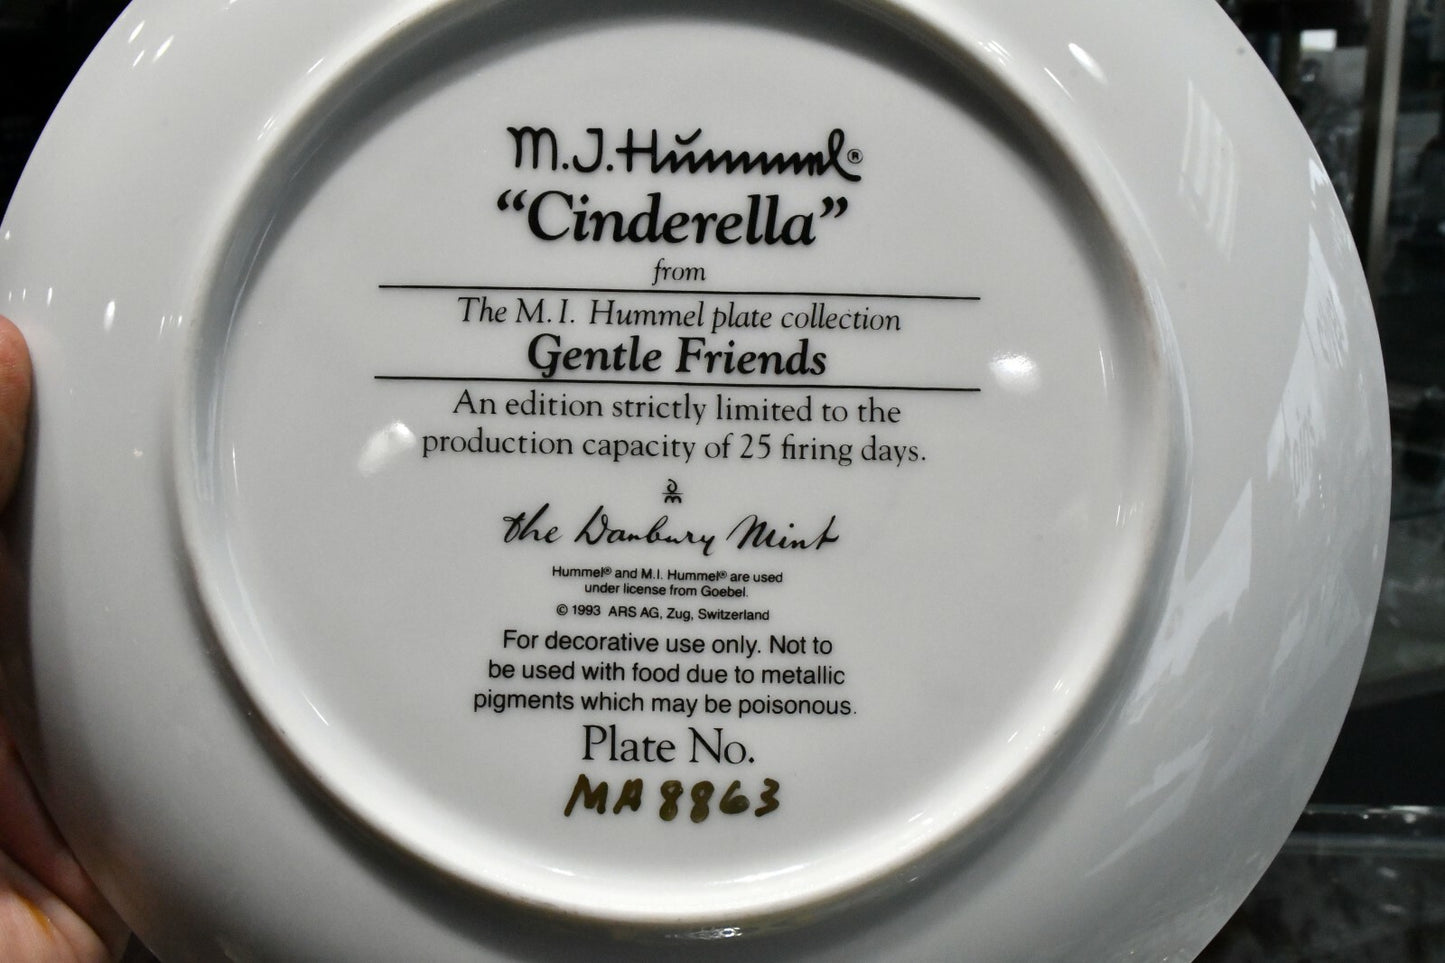 M.J.Hummel®
“Cinderella”
from
The M.I. Hummel plate collection
Gentle Friends
An edition strictly limited to the
production capacity of 25 firing days.
the Danbury Mint
Hummel® and M.I. Hummel® are used
under license from Goebel.
© 1993 ARS AG, Zug, Switzerland
For decorative use only. Not to
be used with food due to metallic
pigments which may be poisonous.
Plate No.
MA8863